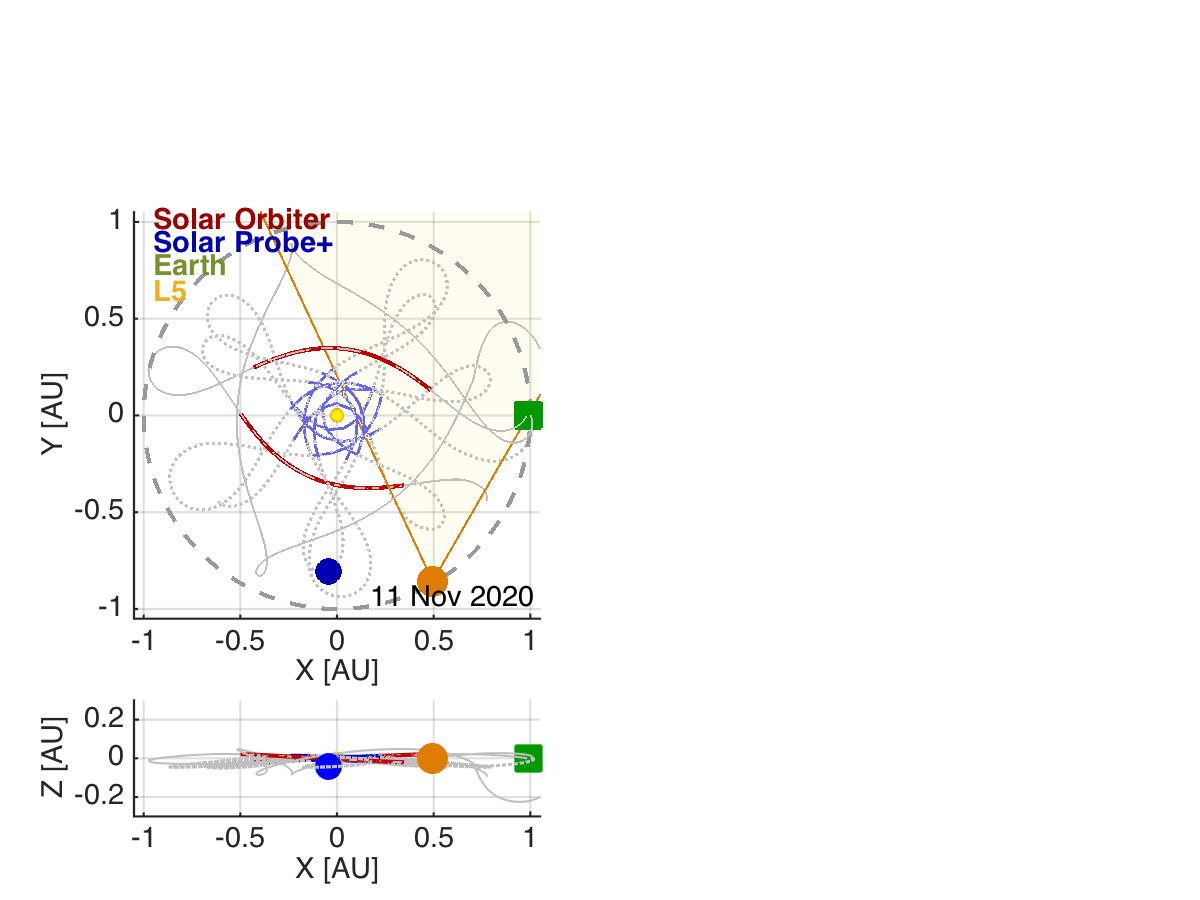 Solar Orbiter
Solar Probe+
Earth
L5
1
0.5
0
-0.5
-1
Y [AU]
11 Nov 2020
-1 -0.5 0 0.5 1
X [AU]
0.2
0
-0.2
Z [AU]
-1 -0.5 0 0.5 1
X [AU]